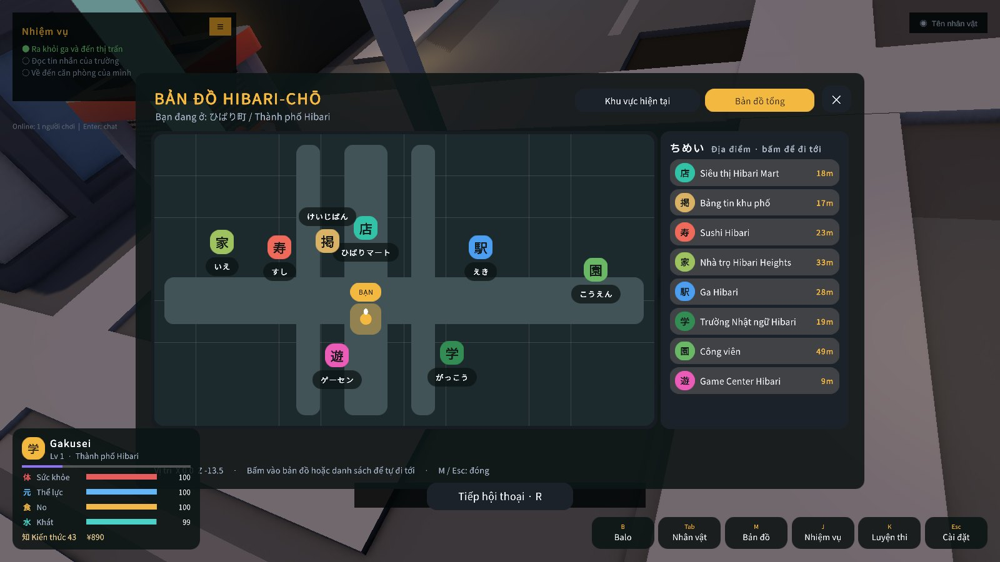 Nhiệm vụ
☰
Ra khỏi ga và đến thị trấn
Đọc tin nhắn của trường
Về đến căn phòng của mình
Online: 1 người chơi | Enter: chat
Tên nhân vật
BẢN ĐỒ HIBARI-CHŌ
Bạn đang ở: ひばり町 / Thành phố Hibari
Khu vực hiện tại
Bản đồ tổng
✕
けいじばん
店
家
掲
ひばりマート
寿
駅
いえ
すし
えき
園
こうえん
BẠN
遊
学
ゲーセン
がっこう
ちめい Địa điểm · bấm để đi tới
店 Siêu thị Hibari Mart 18m
掲 Bảng tin khu phố 17m
寿 Sushi Hibari 23m
家 Nhà trọ Hibari Heights 33m
駅 Ga Hibari 28m
学 Trường Nhật ngữ Hibari 19m
園 Công viên 49m
遊 Game Center Hibari 9m
Vị trí X 0.0 Z -13.5 · Bấm vào bản đồ hoặc danh sách để tự đi tới · M / Esc: đóng
Tiếp hội thoại · R
学 Gakusei
Lv 1 · Thành phố Hibari
体 Sức khỏe 100
元 Thể lực 100
食 No 100
水 Khát 99
知 Kiến thức 43 ¥890
B
Balo
Tab
Nhân vật
M
Bản đồ
J
Nhiệm vụ
K
Luyện thi
Esc
Cài đặt